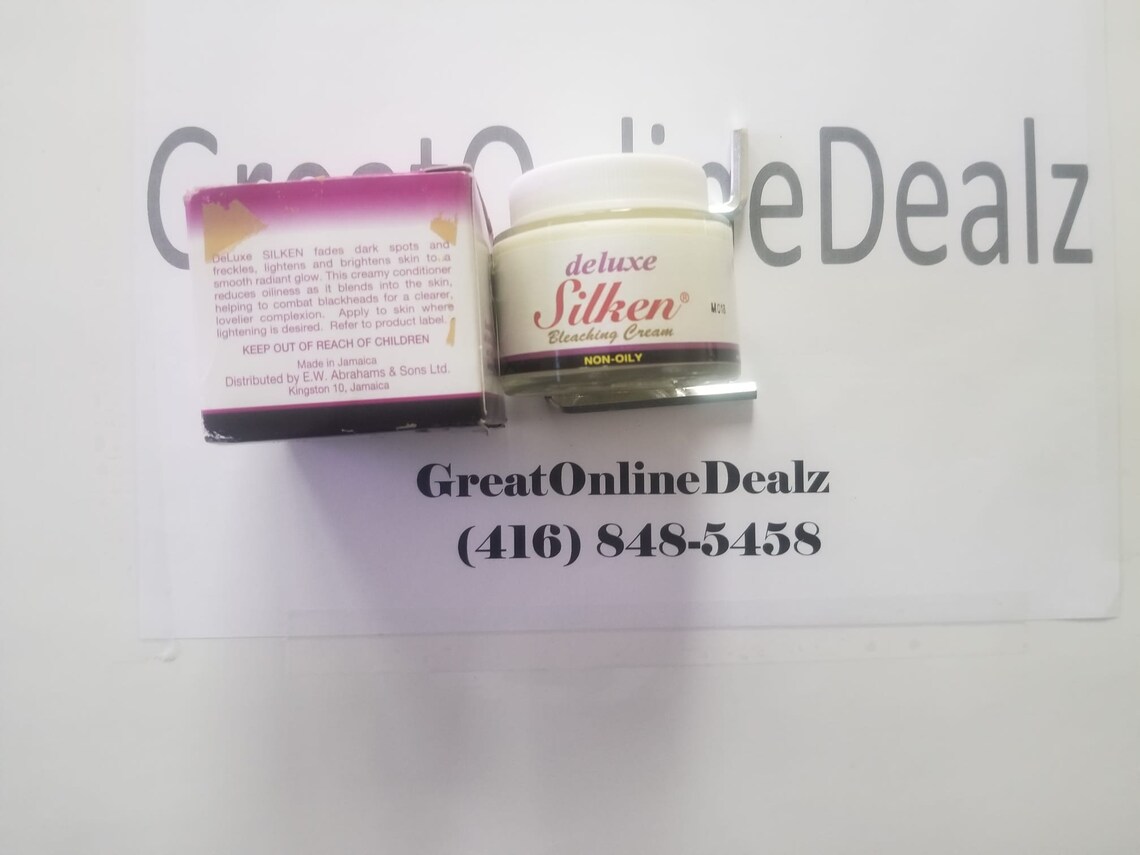 GreatOnlineDealz
DeLuxe SILKEN fades dark spots and
freckles, lightens and brightens skin to a
smooth radiant glow. This creamy conditioner
reduces oiliness as it blends into the skin,
helping to combat blackheads for a clearer,
lovelier complexion. Apply to skin where
lightening is desired. Refer to product label.
KEEP OUT OF REACH OF CHILDREN
Made in Jamaica
Distributed by E.W. Abrahams & Sons Ltd.
Kingston 10, Jamaica
deluxe
Silken®
Bleaching Cream
NON-OILY
GreatOnlineDealz
(416) 848-5458